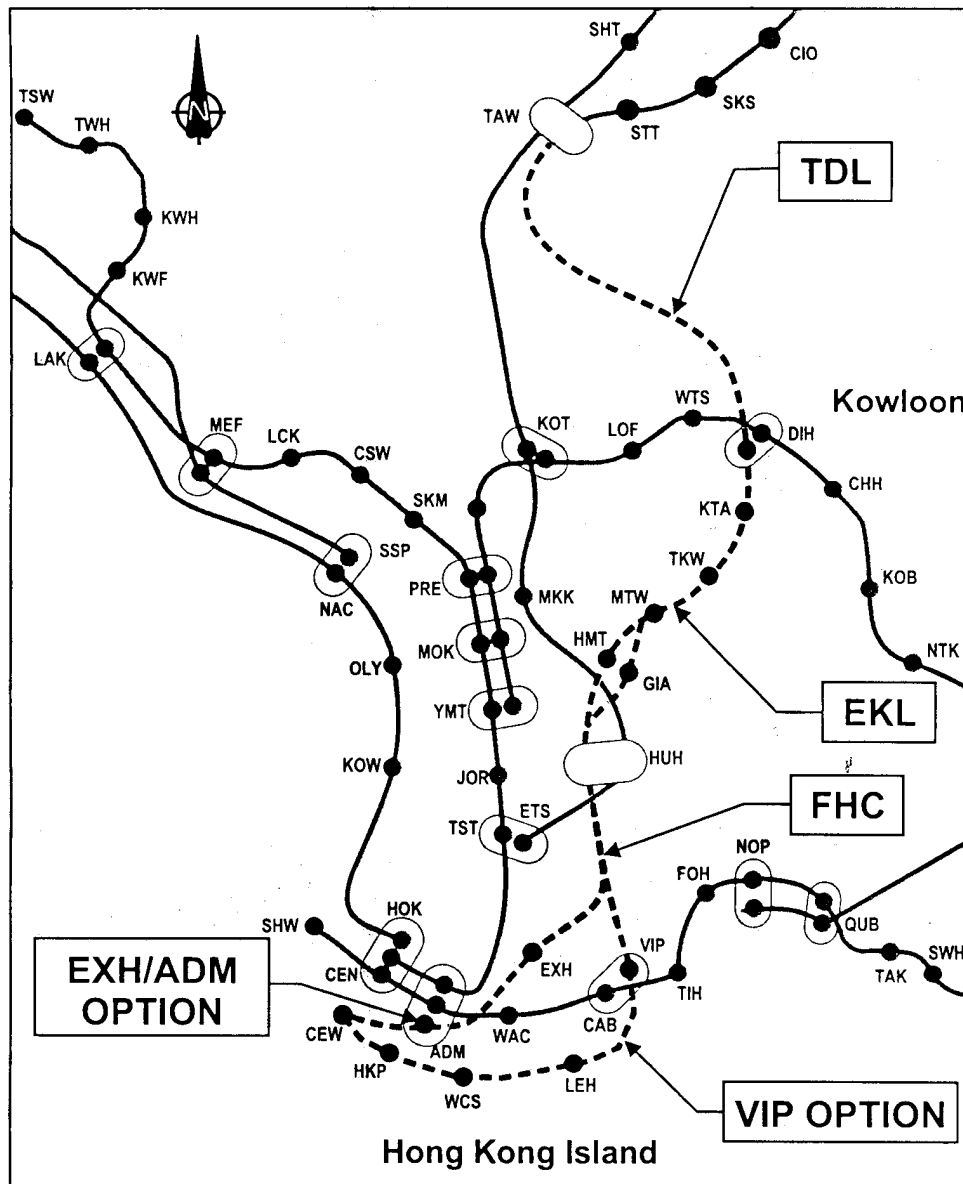 SHT
CIO
TSW
TWH
N
TAW
SKS
STT
TDL
KWH
KWF
LAK
MEF
LCK
CSW
SKM
KOT
LOF
WTS
Kowloon
DIH
CHH
KTA
SSP
NAC
PRE
MKK
TKW
MTW
KOB
HMT
GIA
NTK
OLY
MOK
YMT
EKL
KOW
JOR
HUH
ETS
TST
FHC
NOP
FOH
SHW
HOK
QUB
EXH/ADM
OPTION
CEN
EXH
VIP
TIH
TAK
SWH
CEW
ADM
WAC
CAB
HKP
WCS
LEH
VIP OPTION
Hong Kong Island